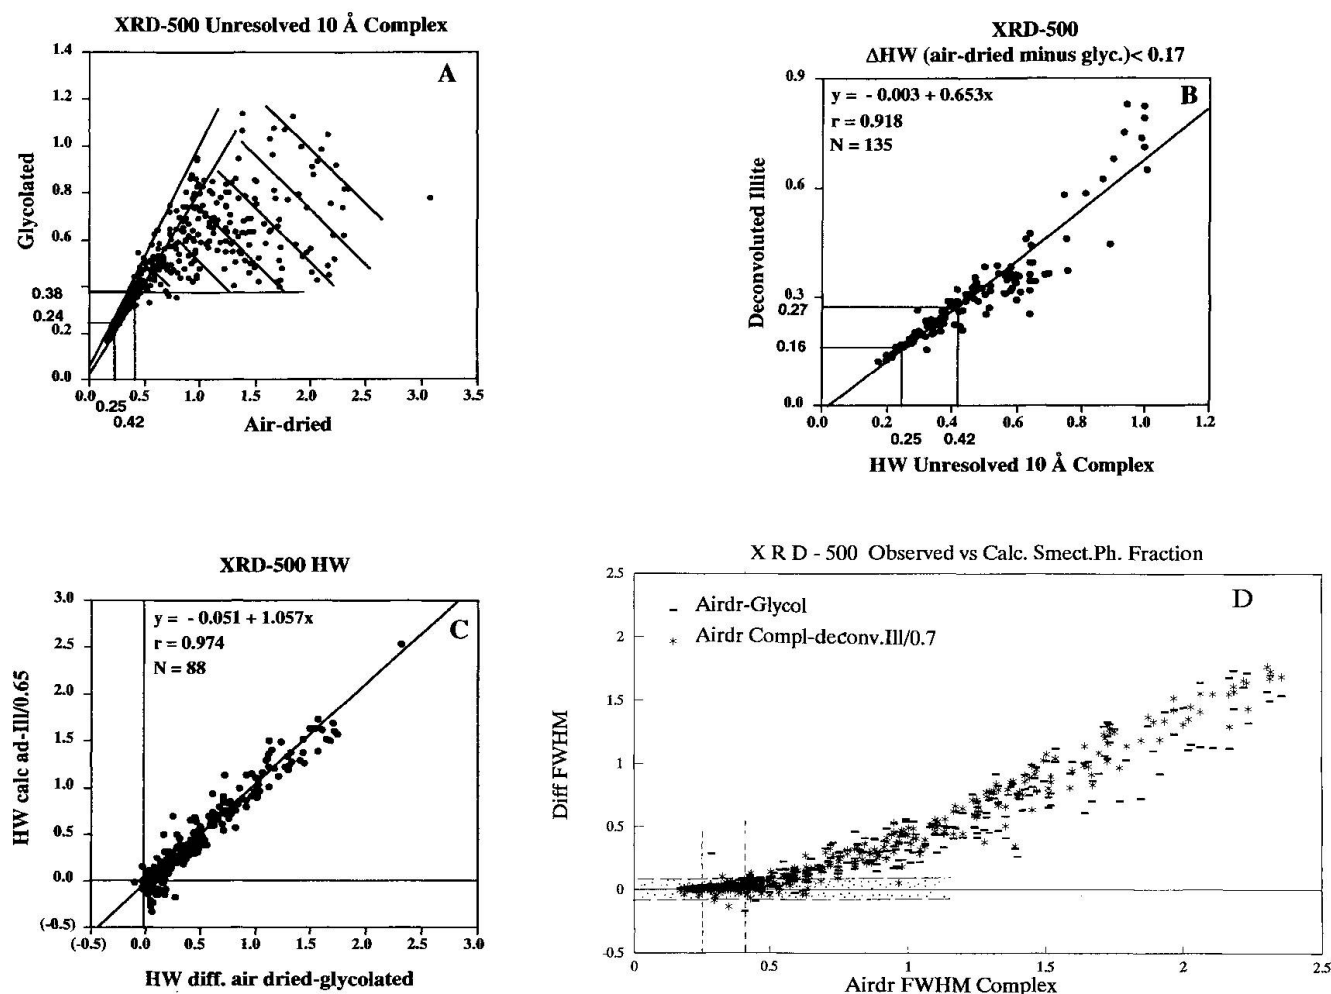 XRD-500 Unresolved 10 Å Complex
A
Glycolated
1.4
1.2
1.0
0.8
0.6
0.38
0.24
0.2
0.0
0.0 0.5 1.0 1.5 2.0 2.5 3.0 3.5
0.25
0.42
Air-dried
XRD-500
ΔHW (air-dried minus glyc.)< 0.17
B
y = - 0.003 + 0.653x
r = 0.918
N = 135
Deconvoluted Illite
0.9
0.6
0.3
0.27
0.16
0.0
0.0 0.2 0.4 0.6 0.8 1.0 1.2
0.25 0.42
HW Unresolved 10 Å Complex
XRD-500 HW
C
y = - 0.051 + 1.057x
r = 0.974
N = 88
HW calc ad-Ill/0.65
3.0
2.5
2.0
1.5
1.0
0.5
0.0
(-0.5)
(-0.5) 0.0 0.5 1.0 1.5 2.0 2.5 3.0
HW diff. air dried-glycolated
X R D - 500 Observed vs Calc. Smect.Ph. Fraction
D
- Airdr-Glycol
* Airdr Compl-deconv.Ill/0.7
Diff FWHM
2.5
2
1.5
1
0.5
0
-0.5
0 0.5 1 1.5 2 2.5
Airdr FWHM Complex